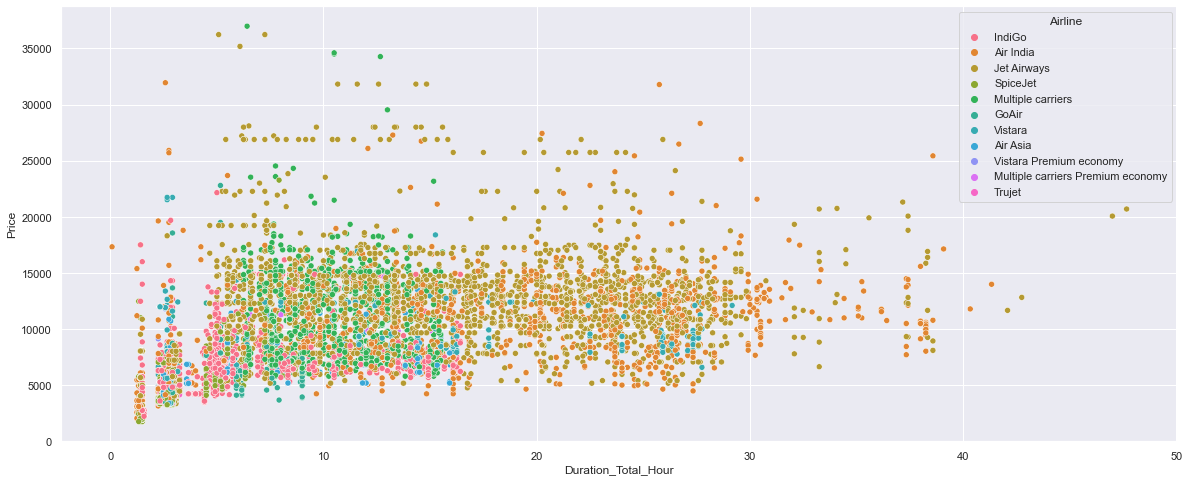 35000
30000
25000
20000
15000
10000
5000
0
Price
0
10
20
30
40
50
Duration_Total_Hour
Airline
IndiGo
Air India
Jet Airways
SpiceJet
Multiple carriers
GoAir
Vistara
Air Asia
Vistara Premium economy
Multiple carriers Premium economy
Trujet